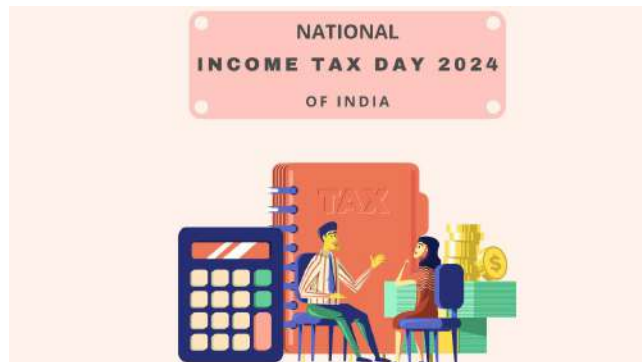 NATIONAL
INCOME TAX DAY 2024
OF INDIA
TAX
$